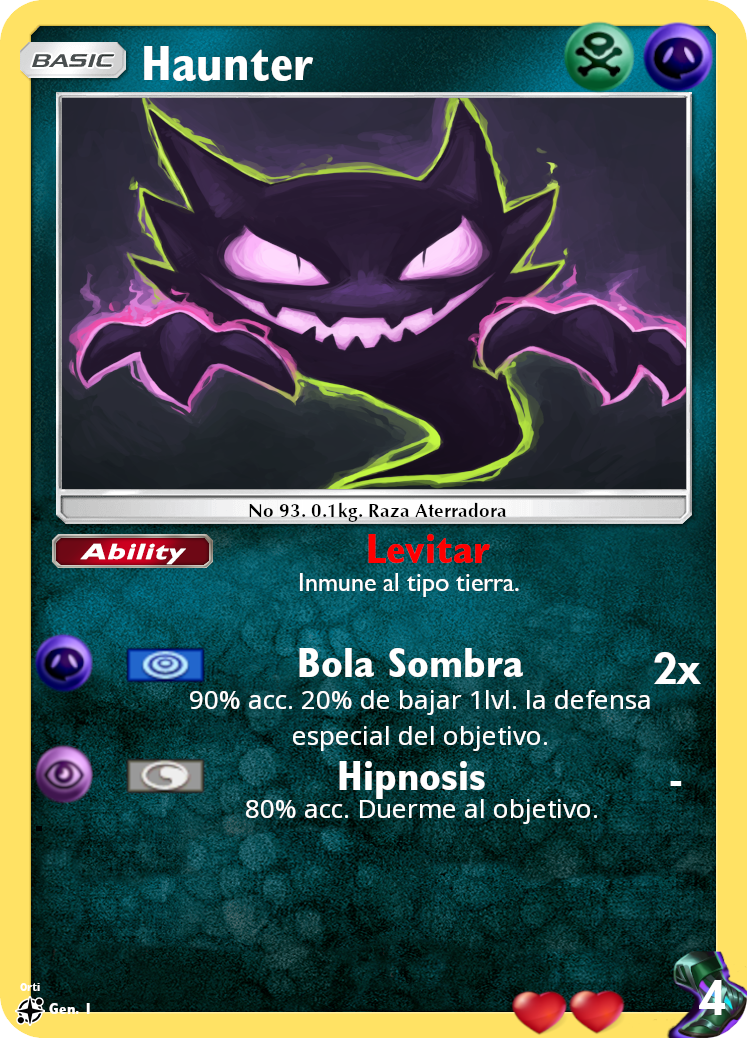 BASIC Haunter
No 93. 0.1kg. Raza Aterradora
Ability Levitar
Inmune al tipo tierra.
Bola Sombra 2x
90% acc. 20% de bajar 1lvl. la defensa
especial del objetivo.
Hipnosis -
80% acc. Duerme al objetivo.
Orti
Gen. I
4